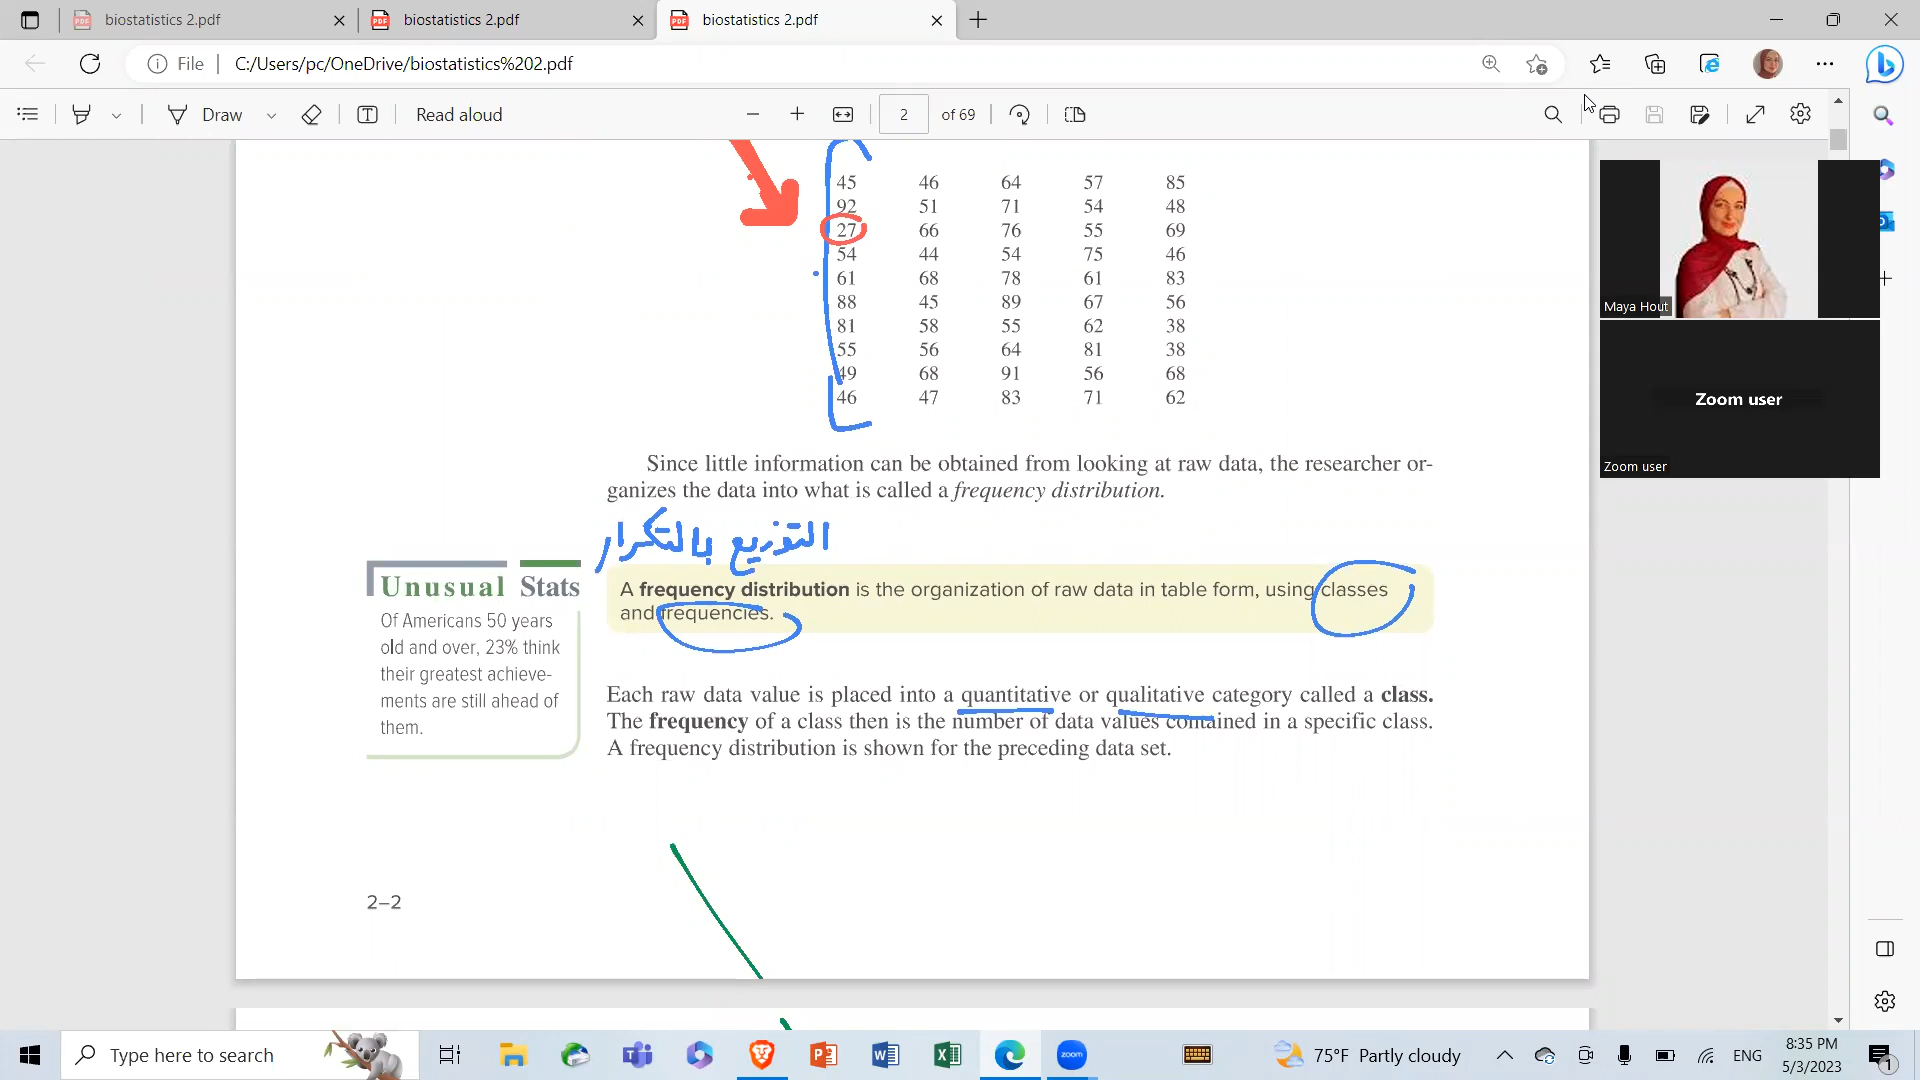 biostatistics 2.pdf
biostatistics 2.pdf
biostatistics 2.pdf
File
C:/Users/pc/OneDrive/biostatistics%202.pdf
Draw
Read aloud
2
of 69
45 46 64 57 85
92 51 71 54 48
27 66 76 55 69
54 44 54 75 46
61 68 78 61 83
88 45 89 67 56
81 58 55 62 38
55 56 64 81 38
49 68 91 56 68
46 47 83 71 62
Since little information can be obtained from looking at raw data, the researcher or-
ganizes the data into what is called a frequency distribution.
التوزيع بالتكرار
A frequency distribution is the organization of raw data in table form, using classes
and frequencies.
Unusual Stats
Of Americans 50 years
old and over, 23% think
their greatest achieve-
ments are still ahead of
them.
Each raw data value is placed into a quantitative or qualitative category called a class.
The frequency of a class then is the number of data values contained in a specific class.
A frequency distribution is shown for the preceding data set.
2–2
Maya Hout
Zoom user
Zoom user
Type here to search
zoom
75°F Partly cloudy
ENG
8:35 PM
5/3/2023
1